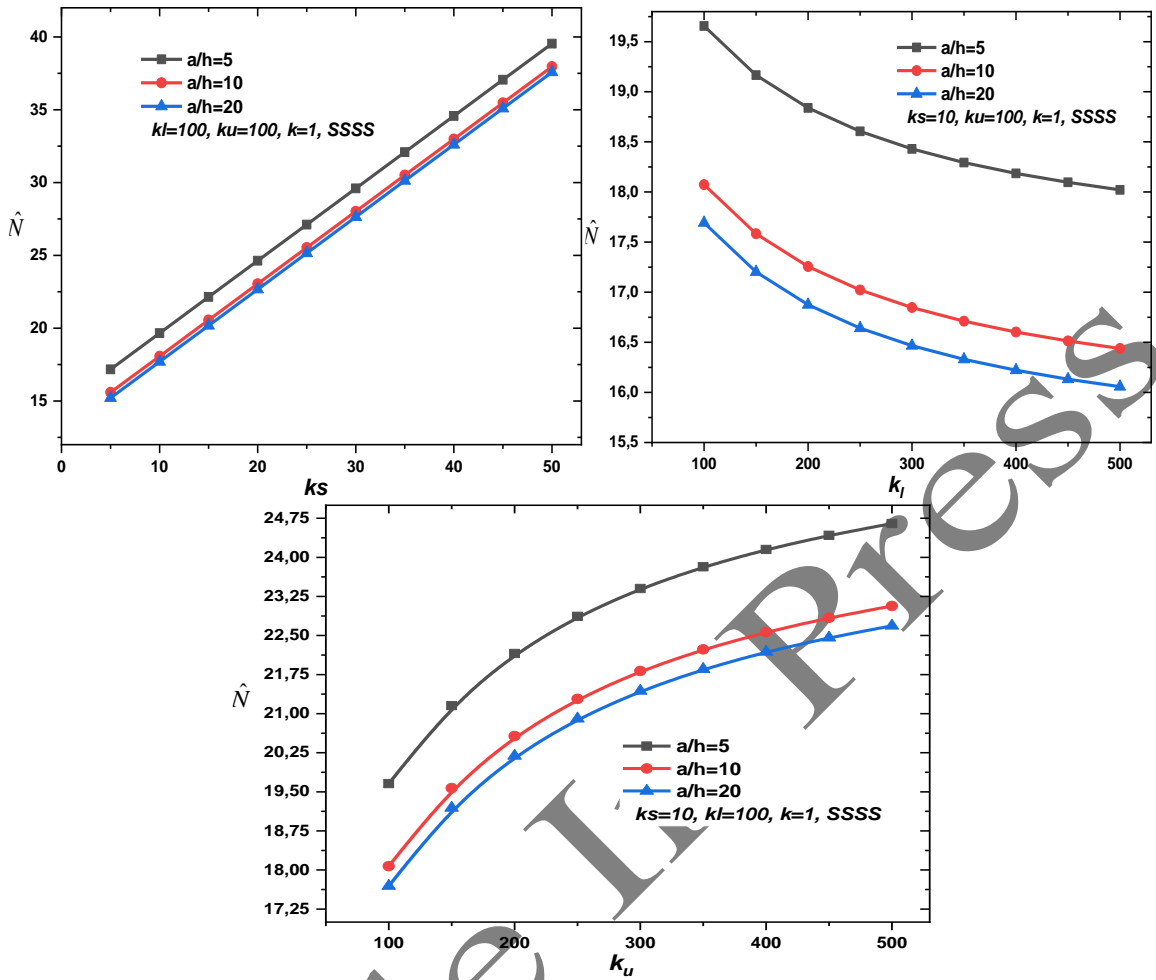 40
35
30
25
20
15
N̂
a/h=5
a/h=10
a/h=20
kl=100, ku=100, k=1, SSSS
0 10 20 30 40 50
ks
19,5
19,0
18,5
18,0
17,5
17,0
16,5
16,0
15,5
N̂
a/h=5
a/h=10
a/h=20
ks=10, ku=100, k=1, SSSS
100 200 300 400 500
kl
24,75
24,00
23,25
22,50
21,75
21,00
20,25
19,50
18,75
18,00
17,25
N̂
a/h=5
a/h=10
a/h=20
ks=10, kl=100, k=1, SSSS
100 200 300 400 500
ku
Press